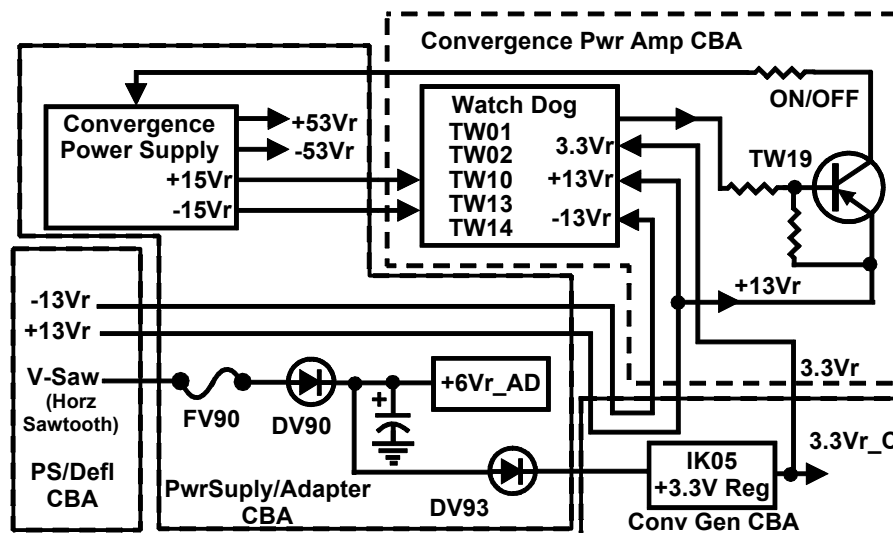 Convergence Pwr Amp CBA
ON/OFF
Convergence
Power Supply
+53Vr
-53Vr
+15Vr
-15Vr
Watch Dog
TW01
TW02
TW10
TW13
TW14
3.3Vr
+13Vr
-13Vr
TW19
+13Vr
-13Vr
+13Vr
V-Saw
(Horz
Sawtooth)
PS/Defl
CBA
FV90
DV90
+
+6Vr_AD
PwrSuply/Adapter
CBA
DV93
3.3Vr
IK05
+3.3V Reg
Conv Gen CBA
3.3Vr_C